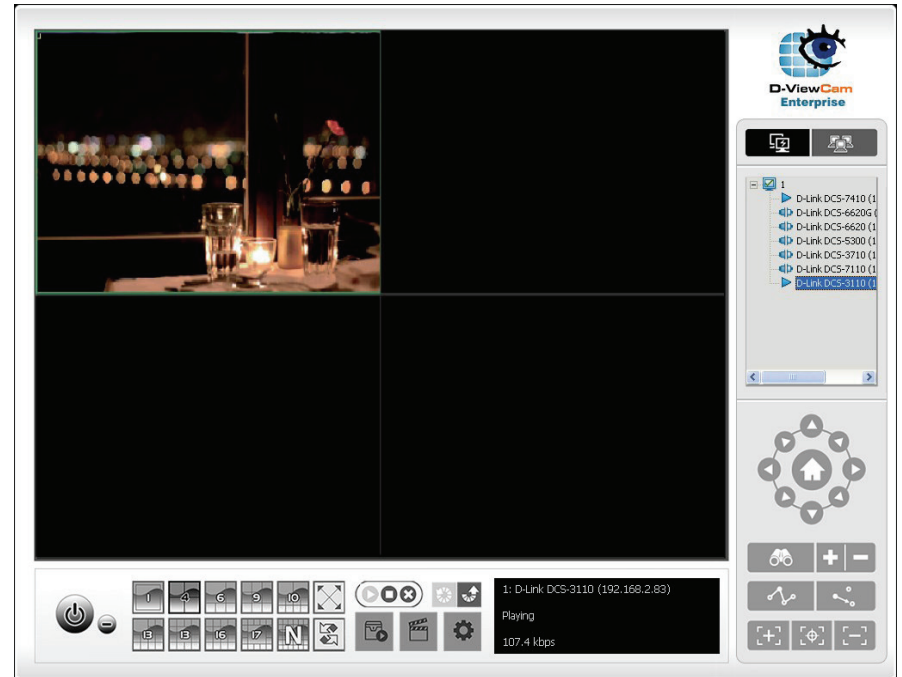 D-ViewCam
Enterprise
1
D-Link DCS-7410 (1
D-Link DCS-6620G (
D-Link DCS-6620 (1
D-Link DCS-5300 (1
D-Link DCS-3710 (1
D-Link DCS-7110 (1
D-Link DCS-3110 (1
1 4 6 9 10
13 13 16 17 N
1: D-Link DCS-3110 (192.168.2.83)
Playing
107.4 kbps